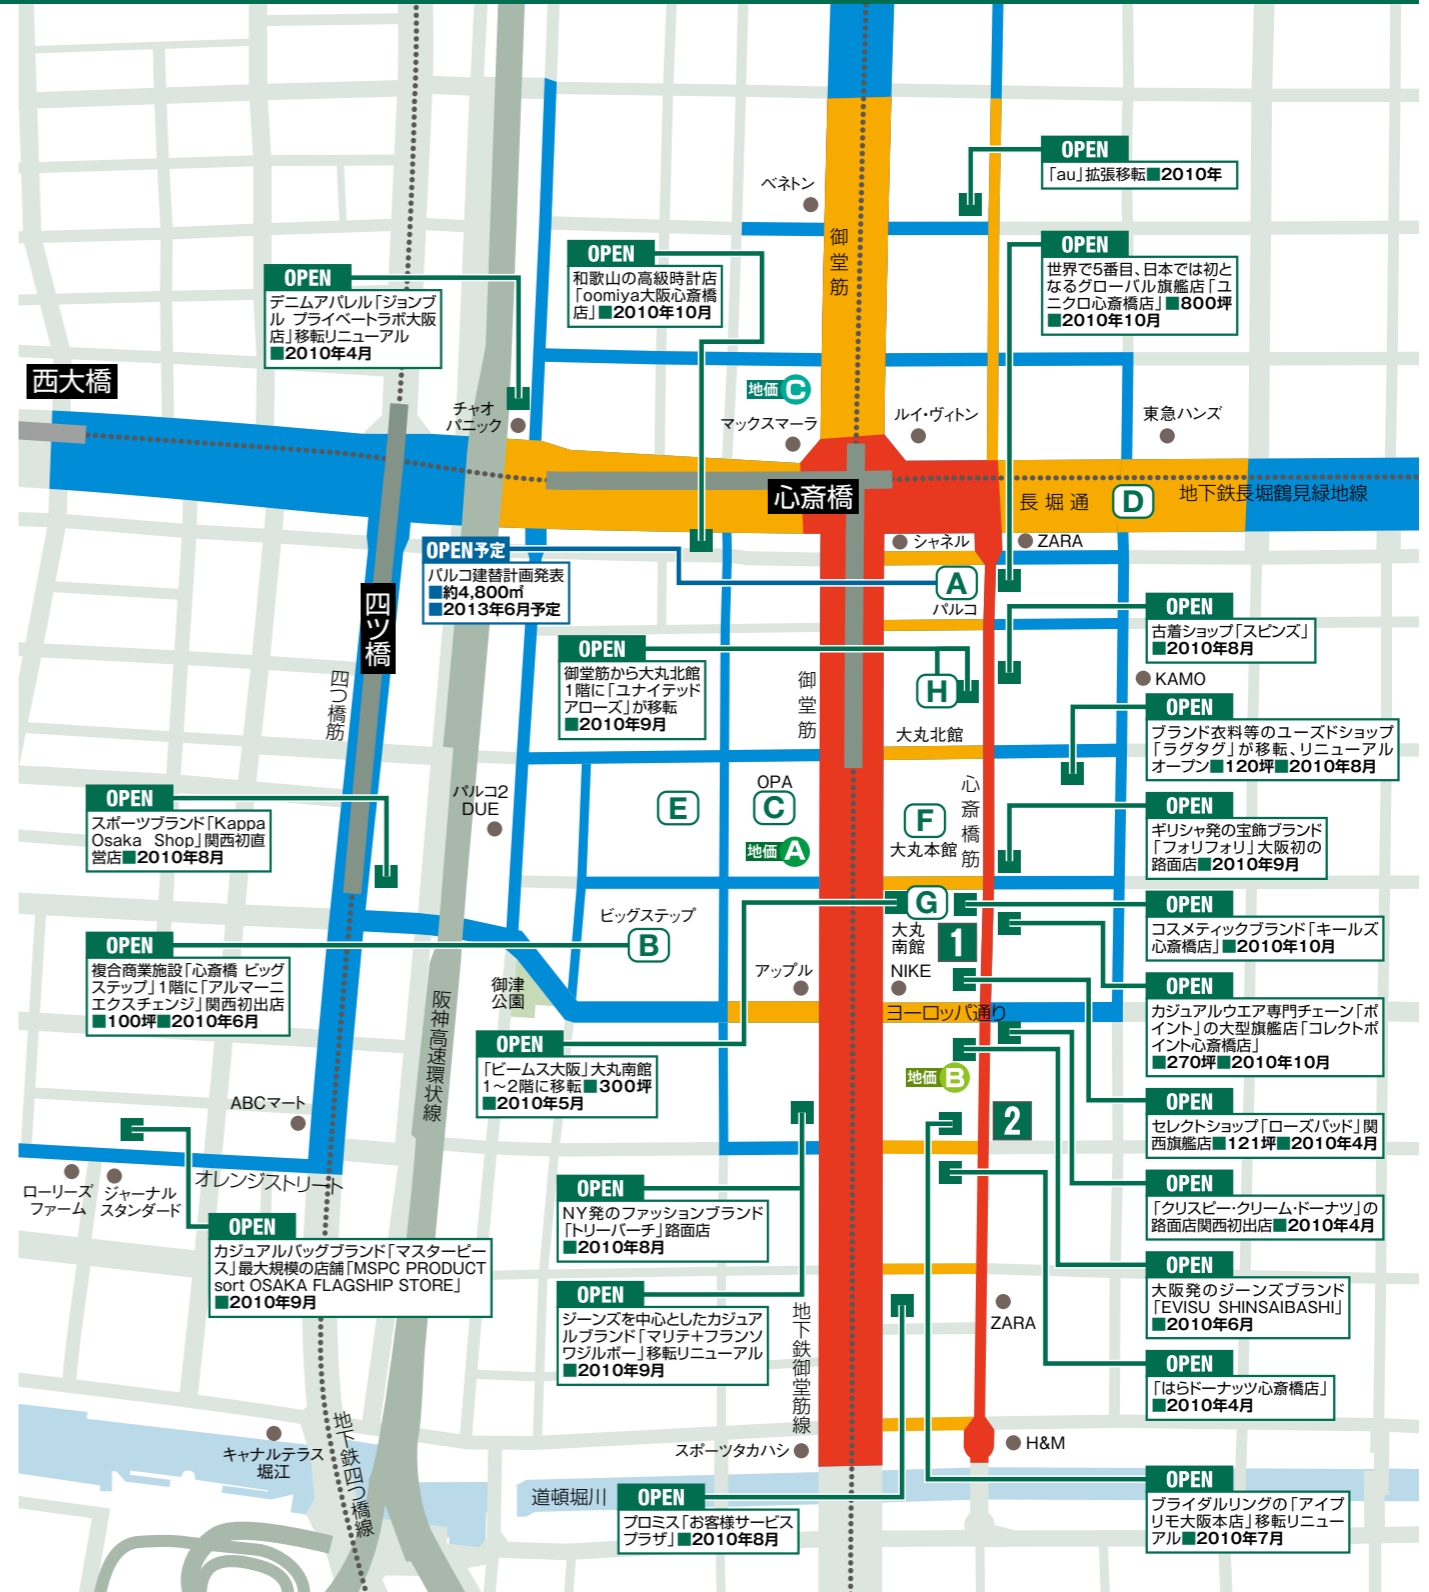 OPEN
「au」拡張移転■2010年
ベネトン
御堂筋
OPEN
世界で5番目、日本では初と
なるグローバル旗艦店「ユ
ニクロ心斎橋店」■800坪
■2010年10月
OPEN
和歌山の高級時計店
「oomiya大阪心斎橋
店」■2010年10月
OPEN
デニムアパレル「ジョンブ
ル プライベートラボ大阪
店」移転リニューアル
■2010年4月
西大橋
地価 C
チャオ
パニック
マックスマーラ
ルイ・ヴィトン
東急ハンズ
心斎橋
長堀通
D
地下鉄長堀鶴見緑地線
シャネル
ZARA
OPEN予定
パルコ建替計画発表
■約4,800㎡
■2013年6月予定
A
パルコ
四ツ橋
OPEN
古着ショップ「スピンズ」
■2010年8月
OPEN
御堂筋から大丸北館
1階に「ユナイテッド
アローズ」が移転
■2010年9月
H
大丸北館
KAMO
四つ橋筋
御堂筋
OPEN
ブランド衣料等のユーズドショップ
「ラグタグ」が移転、リニューアル
オープン■120坪■2010年8月
OPEN
スポーツブランド「Kappa
Osaka Shop」関西初直
営店■2010年8月
パルコ2
DUE
E
OPA
C
地価 A
F
大丸本館
心斎橋筋
OPEN
ギリシャ発の宝飾ブランド
「フォリフォリ」大阪初の
路面店■2010年9月
G
大丸
南館
1
OPEN
コスメティックブランド「キールズ
心斎橋店」■2010年10月
ビッグステップ
B
OPEN
複合商業施設「心斎橋 ビッグ
ステップ」1階に「アルマーニ
エクスチェンジ」関西初出店
■100坪■2010年6月
アップル
NIKE
御津
公園
ヨーロッパ通り
阪神高速環状線
OPEN
カジュアルウエア専門チェーン「ポ
イント」の大型旗艦店「コレクトポ
イント心斎橋店」
■270坪■2010年10月
OPEN
「ビームス大阪」大丸南館
1〜2階に移転■300坪
■2010年5月
地価 B
2
OPEN
セレクトショップ「ローズバッド」関
西旗艦店■121坪■2010年4月
ABCマート
ローリーズ
ファーム
ジャーナル
スタンダード
オレンジストリート
OPEN
NY発のファッションブランド
「トリーバーチ」路面店
■2010年8月
OPEN
「クリスピー・クリーム・ドーナツ」の
路面店関西初出店■2010年4月
OPEN
カジュアルバッグブランド「マスターピー
ス」最大規模の店舗「MSPC PRODUCT
sort OSAKA FLAGSHIP STORE」
■2010年9月
OPEN
ジーンズを中心としたカジュア
ルブランド「マリテ+フランソ
ワジルボー」移転リニューアル
■2010年9月
地下鉄御堂筋線
ZARA
OPEN
大阪発のジーンズブランド
「EVISU SHINSAIBASHI」
■2010年6月
OPEN
「はらドーナッツ心斎橋店」
■2010年4月
キャナルテラス
堀江
地下鉄四つ橋線
スポーツタカハシ
H&M
道頓堀川
OPEN
プロミス「お客様サービス
プラザ」■2010年8月
OPEN
ブライダルリングの「アイプ
リモ大阪本店」移転リニュー
アル■2010年7月